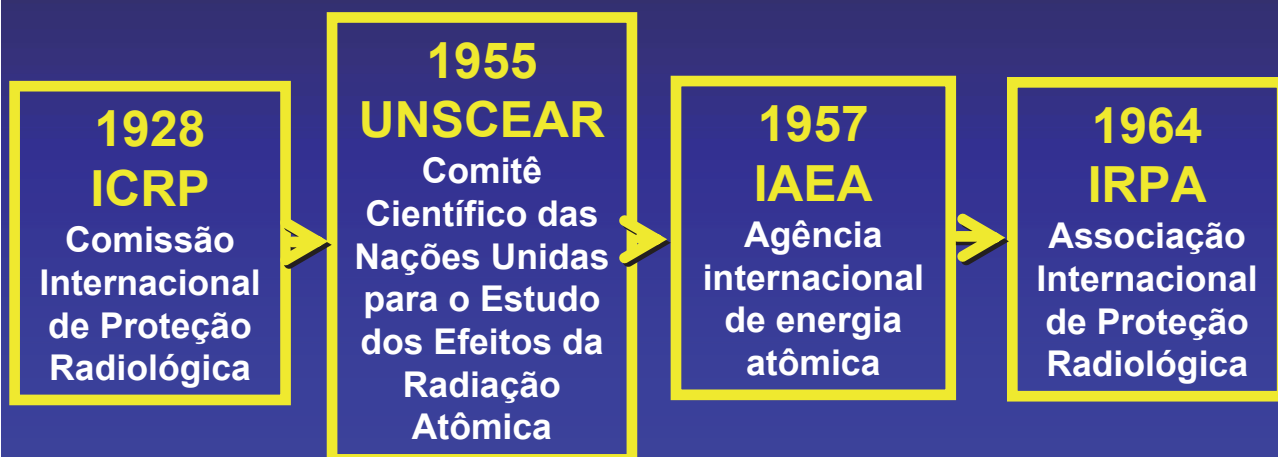 1928
ICRP
Comissão
Internacional
de Proteção
Radiológica
1955
UNSCEAR
Comitê
Científico das
Nações Unidas
para o Estudo
dos Efeitos da
Radiação
Atômica
1957
IAEA
Agência
internacional
de energia
atômica
1964
IRPA
Associação
Internacional
de Proteção
Radiológica